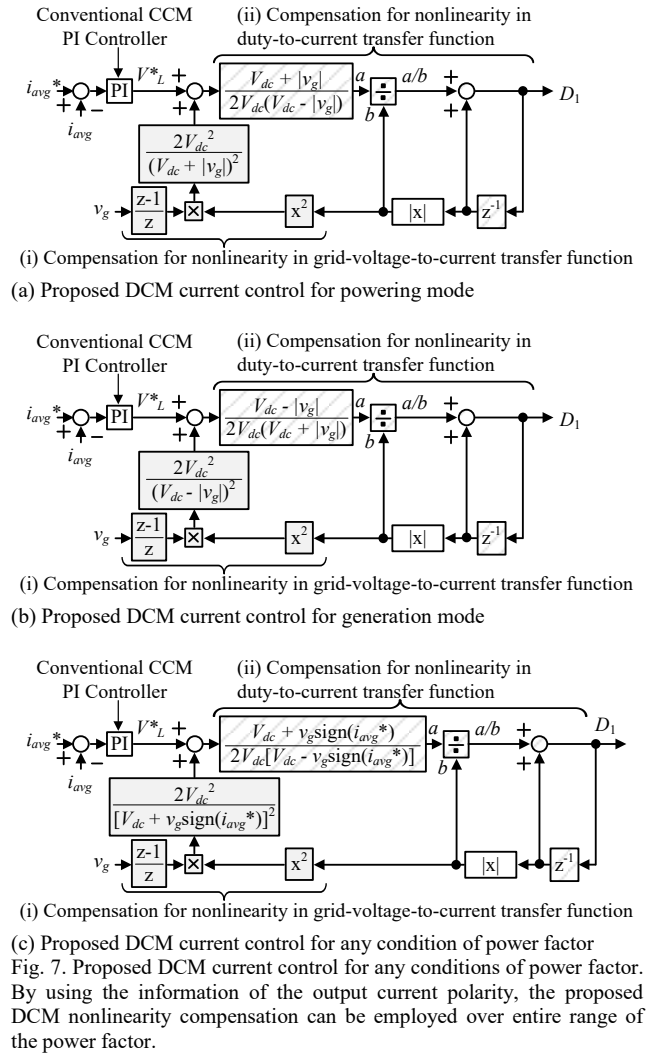 Conventional CCM
PI Controller
(ii) Compensation for nonlinearity in
duty-to-current transfer function
i_avg* + − i_avg PI V*_L + + (V_dc + |v_g|) / (2V_dc(V_dc - |v_g|)) a ÷ b a/b + + D_1
2V_dc^2 / (V_dc + |v_g|)^2
v_g (z-1)/z × x^2 |x| z^-1
(i) Compensation for nonlinearity in grid-voltage-to-current transfer function
(a) Proposed DCM current control for powering mode
Conventional CCM
PI Controller
(ii) Compensation for nonlinearity in
duty-to-current transfer function
i_avg* + − i_avg PI V*_L + + (V_dc - |v_g|) / (2V_dc(V_dc + |v_g|)) a ÷ b a/b + + D_1
2V_dc^2 / (V_dc - |v_g|)^2
v_g (z-1)/z × x^2 |x| z^-1
(i) Compensation for nonlinearity in grid-voltage-to-current transfer function
(b) Proposed DCM current control for generation mode
Conventional CCM
PI Controller
(ii) Compensation for nonlinearity in
duty-to-current transfer function
i_avg* + − i_avg PI V*_L + + (V_dc + v_g sign(i_avg*)) / (2V_dc[V_dc - v_g sign(i_avg*)]) a ÷ b a/b + + D_1
2V_dc^2 / [V_dc + v_g sign(i_avg*)]^2
v_g (z-1)/z × x^2 |x| z^-1
(i) Compensation for nonlinearity in grid-voltage-to-current transfer function
(c) Proposed DCM current control for any condition of power factor
Fig. 7. Proposed DCM current control for any conditions of power factor.
By using the information of the output current polarity, the proposed
DCM nonlinearity compensation can be employed over entire range of
the power factor.